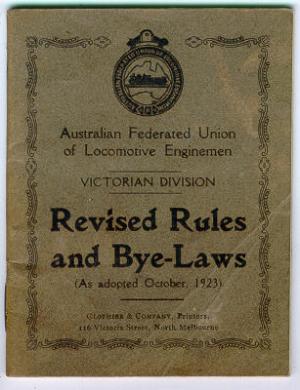 Australian Federated Union
of Locomotive Enginemen
VICTORIAN DIVISION
Revised Rules
and Bye-Laws
(As adopted October, 1923)
CLOTHIER & COMPANY, Printers,
116 Victoria Street, North Melbourne